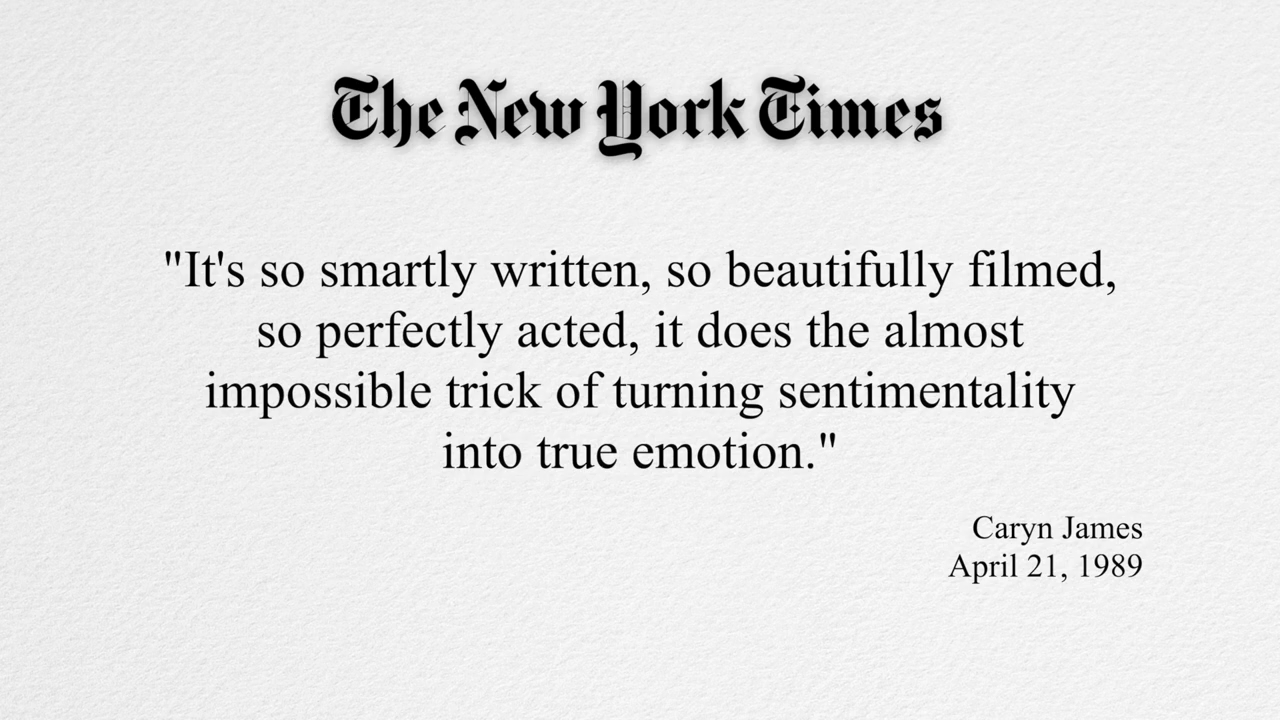 The New York Times
"It's so smartly written, so beautifully filmed,
so perfectly acted, it does the almost
impossible trick of turning sentimentality
into true emotion."
Caryn James
April 21, 1989